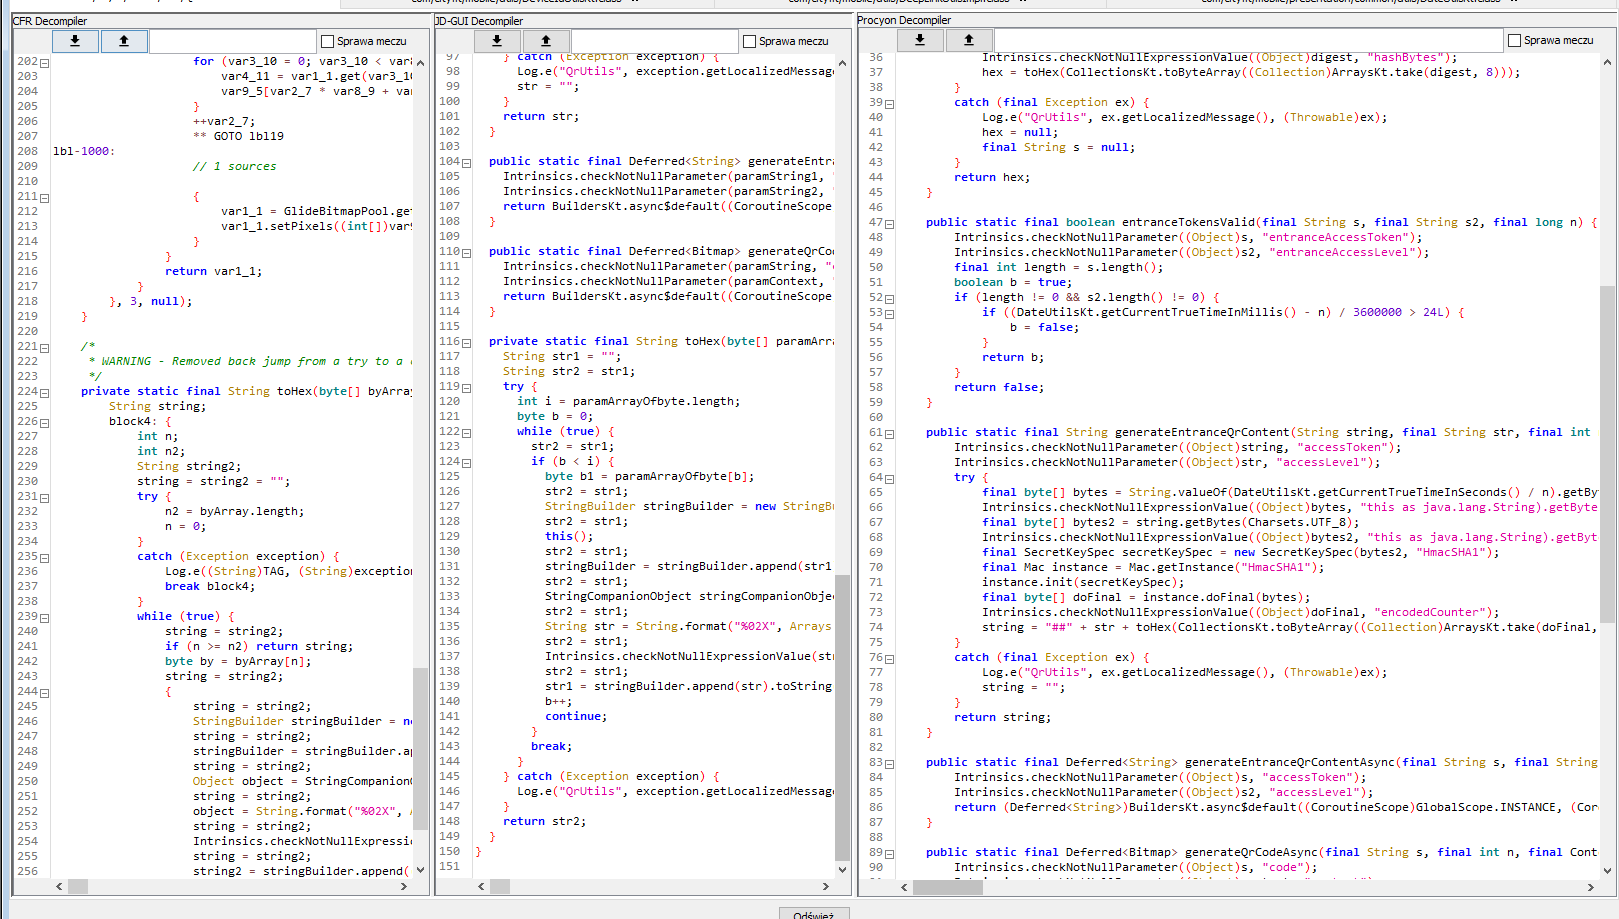 CFR Decompiler
Sprawa meczu
202 for (var3_10 = 0; var3_10 < var8
203 var4_11 = var1_1.get(var3_10
204 var9_5[var2_7 * var8_9 + var
205 }
206 ++var2_7;
207 ** GOTO lbl19
208 lbl-1000:
209 // 1 sources
210
211 {
212 var1_1 = GlideBitmapPool.get
213 var1_1.setPixels((int[])var9
214 }
215 }
216 return var1_1;
217 }
218 }, 3, null);
219 }
220
221 /*
222 * WARNING - Removed back jump from a try to a
223 */
224 private static final String toHex(byte[] byArray
225 String string;
226 block4: {
227 int n;
228 int n2;
229 String string2;
230 string = string2 = "";
231 try {
232 n2 = byArray.length;
233 n = 0;
234 }
235 catch (Exception exception) {
236 Log.e((String)TAG, (String)exception
237 break block4;
238 }
239 while (true) {
240 string = string2;
241 if (n >= n2) return string;
242 byte by = byArray[n];
243 string = string2;
244 {
245 string = string2;
246 StringBuilder stringBuilder = ne
247 string = string2;
248 stringBuilder = stringBuilder.ap
249 string = string2;
250 Object object = StringCompanionO
251 string = string2;
252 object = String.format("%02X",
253 string = string2;
254 Intrinsics.checkNotNullExpressio
255 string = string2;
256 string2 = stringBuilder.append(
JD-GUI Decompiler
Sprawa meczu
97 } catch (Exception exception) {
98 Log.e("QrUtils", exception.getLocalizedMessage
99 str = "";
100 }
101 return str;
102 }
103
104 public static final Deferred<String> generateEntra
105 Intrinsics.checkNotNullParameter(paramString1, "
106 Intrinsics.checkNotNullParameter(paramString2, "
107 return BuildersKt.async$default((CoroutineScope
108 }
109
110 public static final Deferred<Bitmap> generateQrCod
111 Intrinsics.checkNotNullParameter(paramString, "c
112 Intrinsics.checkNotNullParameter(paramContext, "
113 return BuildersKt.async$default((CoroutineScope
114 }
115
116 private static final String toHex(byte[] paramArra
117 String str1 = "";
118 String str2 = str1;
119 try {
120 int i = paramArrayOfbyte.length;
121 byte b = 0;
122 while (true) {
123 str2 = str1;
124 if (b < i) {
125 byte b1 = paramArrayOfbyte[b];
126 str2 = str1;
127 StringBuilder stringBuilder = new StringBu
128 str2 = str1;
129 this();
130 str2 = str1;
131 stringBuilder = stringBuilder.append(str1
132 str2 = str1;
133 StringCompanionObject stringCompanionObjec
134 str2 = str1;
135 String str = String.format("%02X", Arrays
136 str2 = str1;
137 Intrinsics.checkNotNullExpressionValue(str
138 str2 = str1;
139 str1 = stringBuilder.append(str).toString
140 b++;
141 continue;
142 }
143 break;
144 }
145 } catch (Exception exception) {
146 Log.e("QrUtils", exception.getLocalizedMessage
147 }
148 return str2;
149 }
150 }
151
Procyon Decompiler
Sprawa meczu
36 Intrinsics.checkNotNullExpressionValue((Object)digest, "hashBytes");
37 hex = toHex(CollectionsKt.toByteArray((Collection)ArraysKt.take(digest, 8)));
38 }
39 catch (final Exception ex) {
40 Log.e("QrUtils", ex.getLocalizedMessage(), (Throwable)ex);
41 hex = null;
42 final String s = null;
43 }
44 return hex;
45 }
46
47 public static final boolean entranceTokensValid(final String s, final String s2, final long n) {
48 Intrinsics.checkNotNullParameter((Object)s, "entranceAccessToken");
49 Intrinsics.checkNotNullParameter((Object)s2, "entranceAccessLevel");
50 final int length = s.length();
51 boolean b = true;
52 if (length != 0 && s2.length() != 0) {
53 if ((DateUtilsKt.getCurrentTrueTimeInMillis() - n) / 3600000 > 24L) {
54 b = false;
55 }
56 return b;
57 }
58 return false;
59 }
60
61 public static final String generateEntranceQrContent(String string, final String str, final int
62 Intrinsics.checkNotNullParameter((Object)string, "accessToken");
63 Intrinsics.checkNotNullParameter((Object)str, "accessLevel");
64 try {
65 final byte[] bytes = String.valueOf(DateUtilsKt.getCurrentTrueTimeInSeconds() / n).getBy
66 Intrinsics.checkNotNullExpressionValue((Object)bytes, "this as java.lang.String).getByte
67 final byte[] bytes2 = string.getBytes(Charsets.UTF_8);
68 Intrinsics.checkNotNullExpressionValue((Object)bytes2, "this as java.lang.String).getByt
69 final SecretKeySpec secretKeySpec = new SecretKeySpec(bytes2, "HmacSHA1");
70 final Mac instance = Mac.getInstance("HmacSHA1");
71 instance.init(secretKeySpec);
72 final byte[] doFinal = instance.doFinal(bytes);
73 Intrinsics.checkNotNullExpressionValue((Object)doFinal, "encodedCounter");
74 string = "##" + str + toHex(CollectionsKt.toByteArray((Collection)ArraysKt.take(doFinal,
75 }
76 catch (final Exception ex) {
77 Log.e("QrUtils", ex.getLocalizedMessage(), (Throwable)ex);
78 string = "";
79 }
80 return string;
81 }
82
83 public static final Deferred<String> generateEntranceQrContentAsync(final String s, final String
84 Intrinsics.checkNotNullParameter((Object)s, "accessToken");
85 Intrinsics.checkNotNullParameter((Object)s2, "accessLevel");
86 return (Deferred<String>)BuildersKt.async$default((CoroutineScope)GlobalScope.INSTANCE, (Cor
87 }
88
89 public static final Deferred<Bitmap> generateQrCodeAsync(final String s, final int n, final Cont
90 Intrinsics.checkNotNullParameter((Object)s, "code");
Odśwież